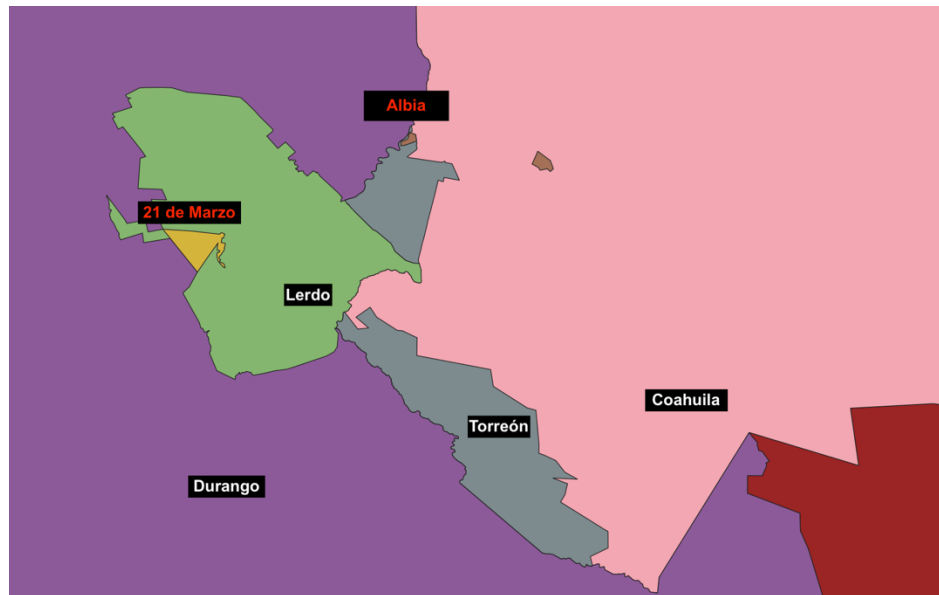 Albia
21 de Marzo
Lerdo
Coahuila
Torreón
Durango